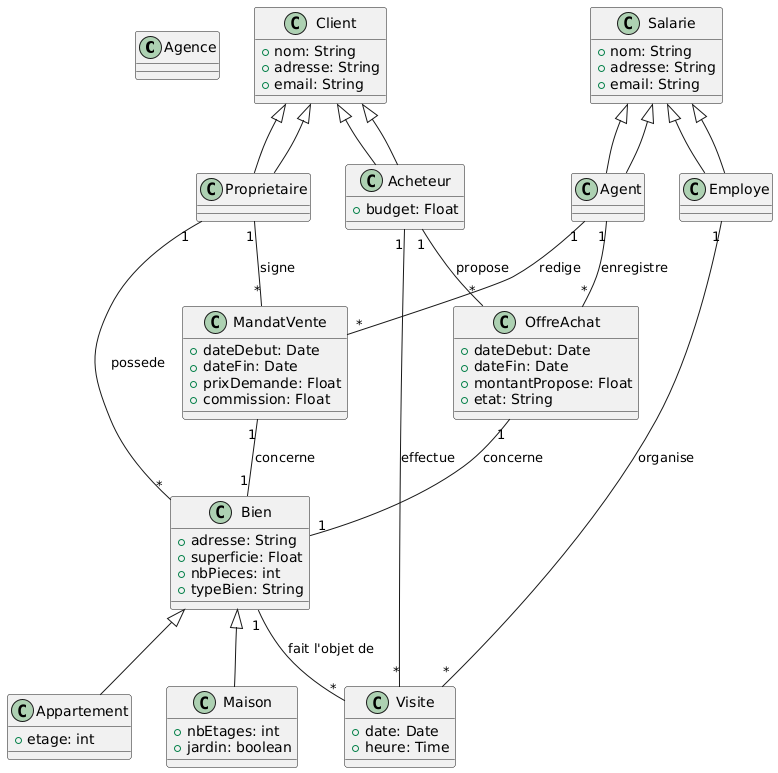 C Agence
C Client
nom: String
adresse: String
email: String
C Salarie
nom: String
adresse: String
email: String
C Proprietaire
C Acheteur
budget: Float
C Agent
C Employe
1
1
1
1
1
1
1
signe
propose
redige
enregistre
*
*
*
*
C MandatVente
dateDebut: Date
dateFin: Date
prixDemande: Float
commission: Float
C OffreAchat
dateDebut: Date
dateFin: Date
montantPropose: Float
etat: String
possede
1
1
concerne
effectue
concerne
organise
*
1
1
C Bien
adresse: String
superficie: Float
nbPieces: int
typeBien: String
1
fait l'objet de
*
*
*
C Appartement
etage: int
C Maison
nbEtages: int
jardin: boolean
C Visite
date: Date
heure: Time